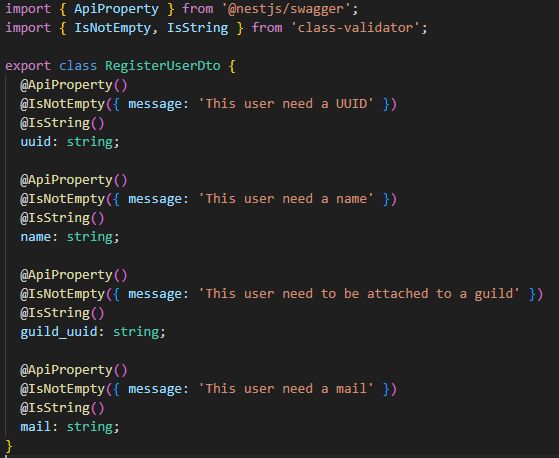 import { ApiProperty } from '@nestjs/swagger';
import { IsNotEmpty, IsString } from 'class-validator';

export class RegisterUserDto {
  @ApiProperty()
  @IsNotEmpty({ message: 'This user need a UUID' })
  @IsString()
  uuid: string;

  @ApiProperty()
  @IsNotEmpty({ message: 'This user need a name' })
  @IsString()
  name: string;

  @ApiProperty()
  @IsNotEmpty({ message: 'This user need to be attached to a guild' })
  @IsString()
  guild_uuid: string;

  @ApiProperty()
  @IsNotEmpty({ message: 'This user need a mail' })
  @IsString()
  mail: string;
}